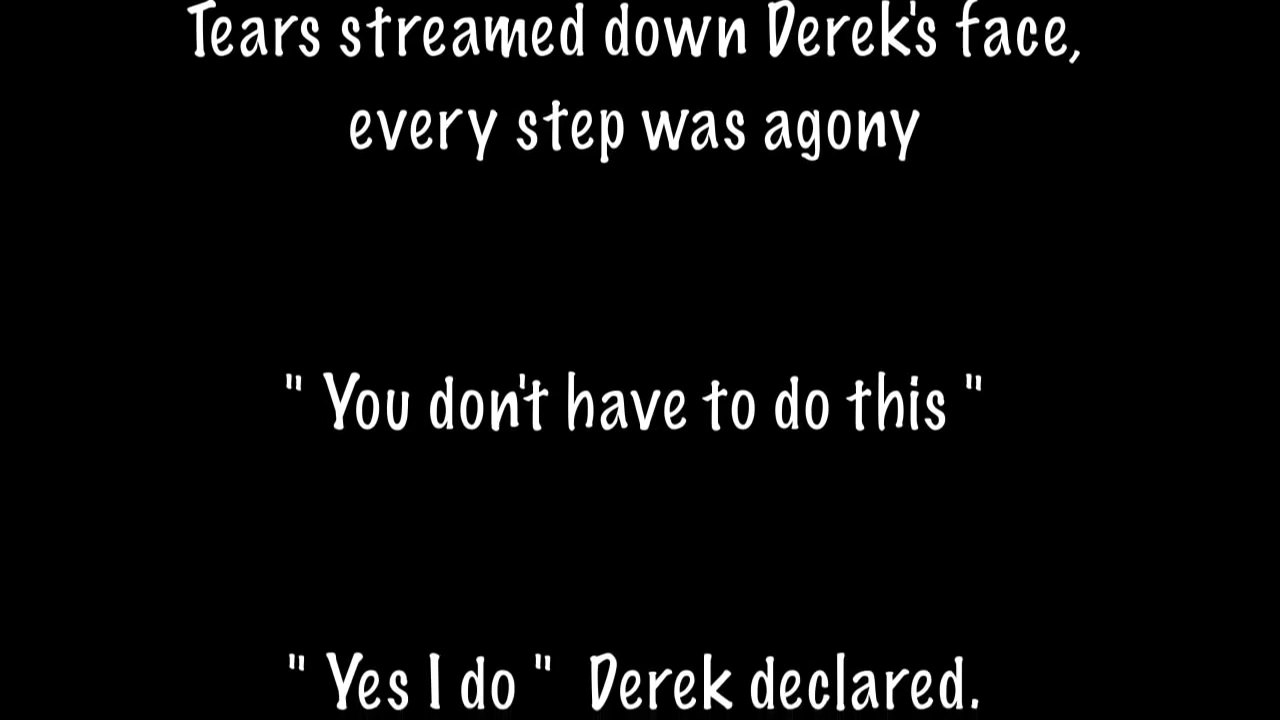 Tears streamed down Derek's face,
every step was agony
" You don't have to do this "
" Yes I do "  Derek declared.